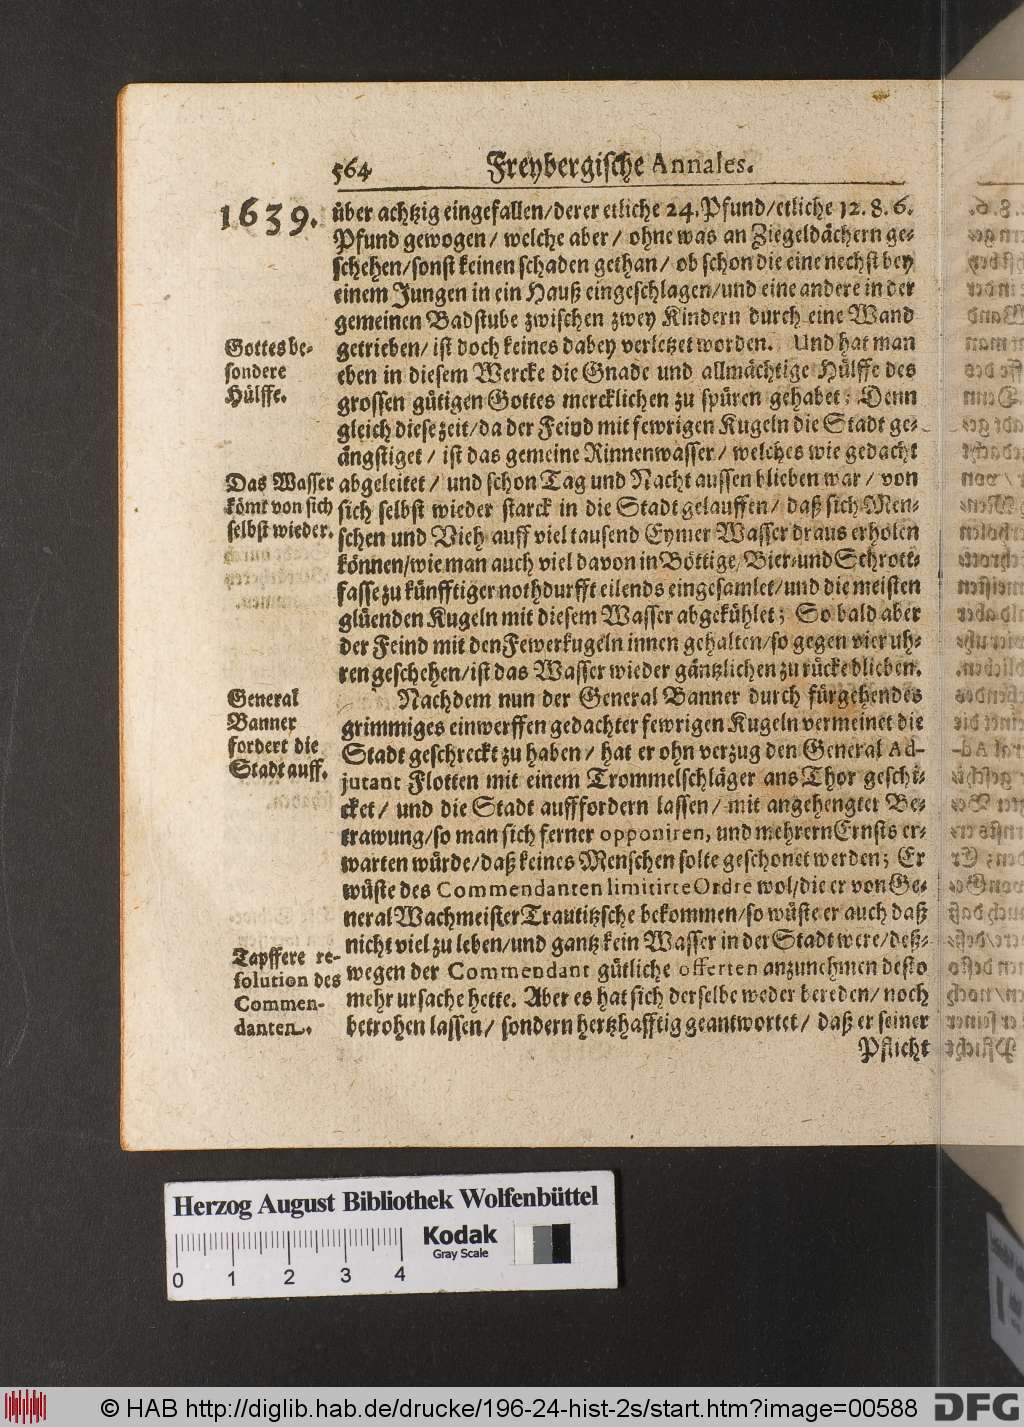 564 Freybergische Annales.
1639.
über achtzig eingefallen/derer etliche 24. Pfund/etliche 12. 8. 6.
Pfund gewogen/ welche aber/ ohne was an Ziegeldächern ge-
schehen/sonst keinen schaden gethan/ ob schon die eine nechst bey
einem Jungen in ein Hauß eingeschlagen/und eine andere in der
gemeinen Badstube zwischen zwey Kindern durch eine Wand
getrieben/ ist doch keines dabey verletzet worden. Und hat man
eben in diesem Wercke die Gnade und allmächtige Hülffe des
grossen gütigen Gottes mercklichen zu spüren gehabet: Denn
gleich diese zeit/da der Feind mit fewrigen Kugeln die Stadt ge-
ängstiget/ ist das gemeine Rinnenwasser/ welches wie gedacht
abgeleitet/ und schon Tag und Nacht aussen blieben war/ von
sich selbst wieder starck in die Stadt gelauffen/ daß sich Men-
schen und Vieh auff viel tausend Eymer Wasser draus erholen
können/wie man auch viel davon in Böttige/Bier-und Schrott-
fasse zu künfftiger nothdurfft eilends eingesamlet/und die meisten
glüenden Kugeln mit diesem Wasser abgekühlet; So bald aber
der Feind mit den Fewerkugeln innen gehalten/so gegen vier uh-
ren geschehen/ist das Wasser wieder gäntzlichen zu rücke blieben.
Nachdem nun der General Banner durch fürgehendes
grimmiges einwerffen gedachter fewrigen Kugeln vermeinet die
Stadt geschreckt zu haben/ hat er ohn verzug den General Ad-
jutant Flotten mit einem Trommelschläger ans Thor geschi-
cket/ und die Stadt aufffordern lassen/ mit angehengter Be-
trawung/so man sich ferner opponiren, und mehrern Ernsts er-
warten würde/daß keines Menschen solte geschonet werden; Er
wüste des Commendanten limitirte Ordre wol/die er von Ge-
neral Wachmeister Trautitzsche bekommen/so wüste er auch daß
nicht viel zu leben/und gantz kein Wasser in der Stadt were/deß-
wegen der Commendant gütliche offerten anzunehmen desto
mehr ursache hette. Aber es hat sich derselbe weder bereden/ noch
betrohen lassen/ sondern hertzhafftig geantwortet/ daß er seiner
Pflicht
Gottes be-
sondere
Hülffe.
Das Wasser
kömt von sich
selbst wieder.
General
Banner
fordert die
Stadt auff.
Tapffere re-
solution des
Commen-
danten.
Herzog August Bibliothek Wolfenbüttel
Kodak
Gray Scale
0 1 2 3 4
© HAB http://diglib.hab.de/drucke/196-24-hist-2s/start.htm?image=00588
DFG